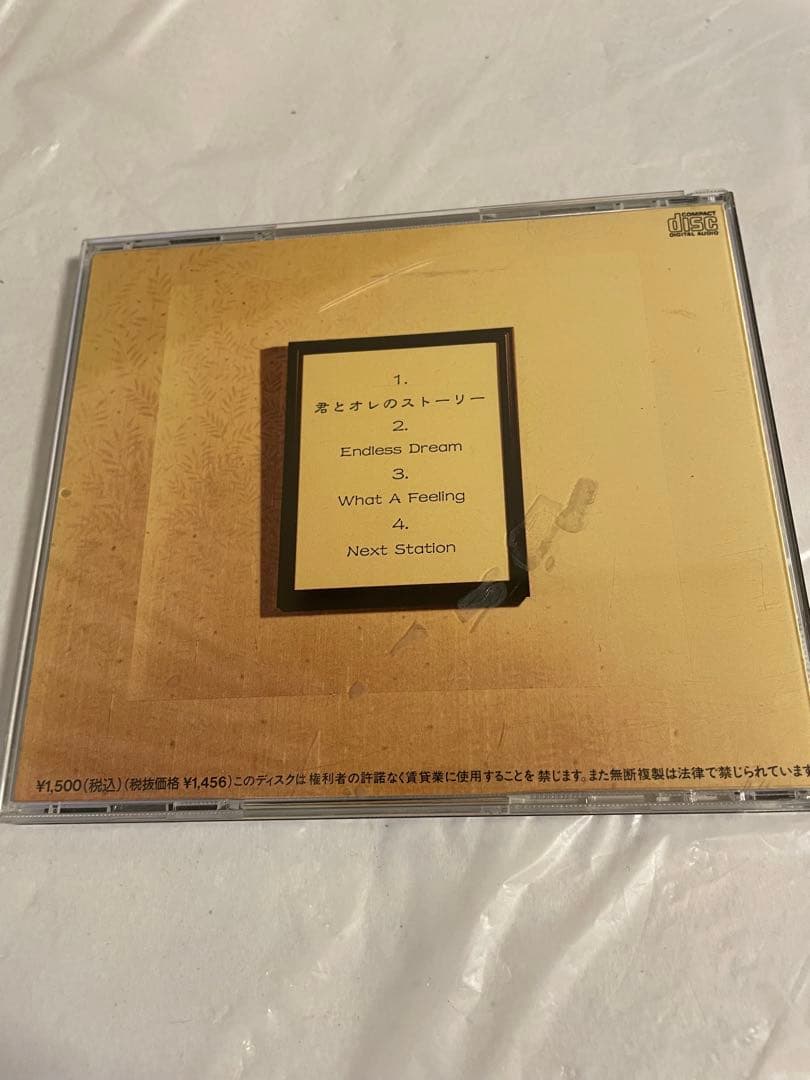 COMPACT
disc
DIGITAL AUDIO
1.
君とオレのストーリー
2.
Endless Dream
3.
What A Feeling
4.
Next Station
¥1,500(税込)(税抜価格 ¥1,456)このディスクは権利者の許諾なく賃貸業に使用することを禁じます。また無断複製は法律で禁じられています